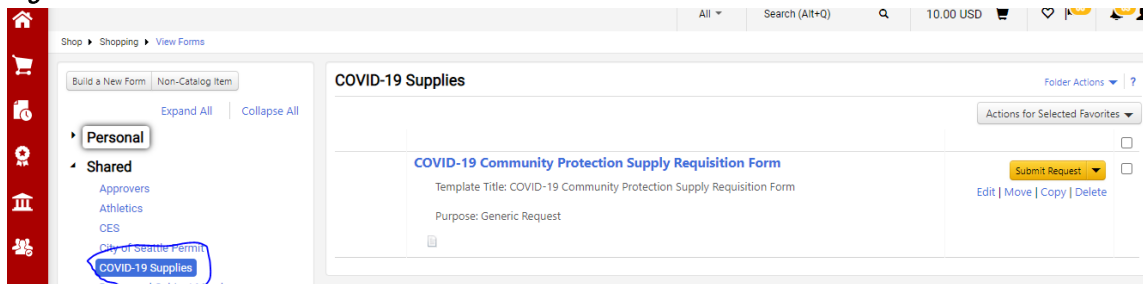 All Search (Alt+Q) 10.00 USD
Shop Shopping View Forms
Build a New Form Non-Catalog Item
Expand All Collapse All
Personal
Shared
Approvers
Athletics
CES
City of Seattle Permit
COVID-19 Supplies
COVID-19 Supplies
Folder Actions ?
Actions for Selected Favorites
COVID-19 Community Protection Supply Requisition Form
Template Title: COVID-19 Community Protection Supply Requisition Form
Purpose: Generic Request
Submit Request
Edit | Move | Copy | Delete